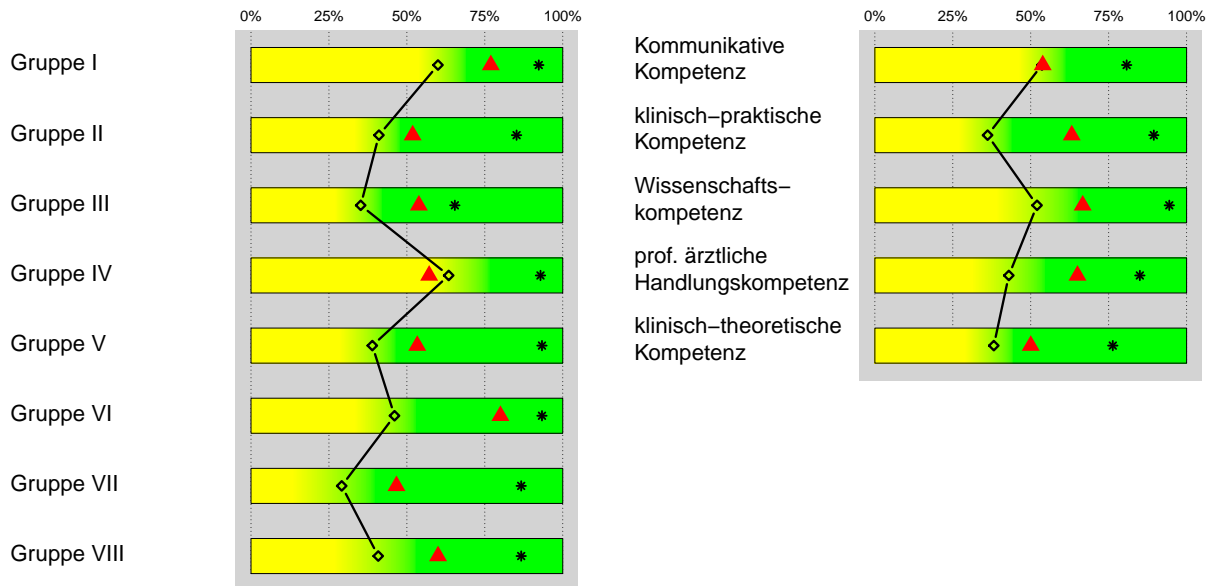 0% 25% 50% 75% 100%
Gruppe I
Gruppe II
Gruppe III
Gruppe IV
Gruppe V
Gruppe VI
Gruppe VII
Gruppe VIII
0% 25% 50% 75% 100%
Kommunikative
Kompetenz
klinisch−praktische
Kompetenz
Wissenschafts−
kompetenz
prof. ärztliche
Handlungskompetenz
klinisch−theoretische
Kompetenz